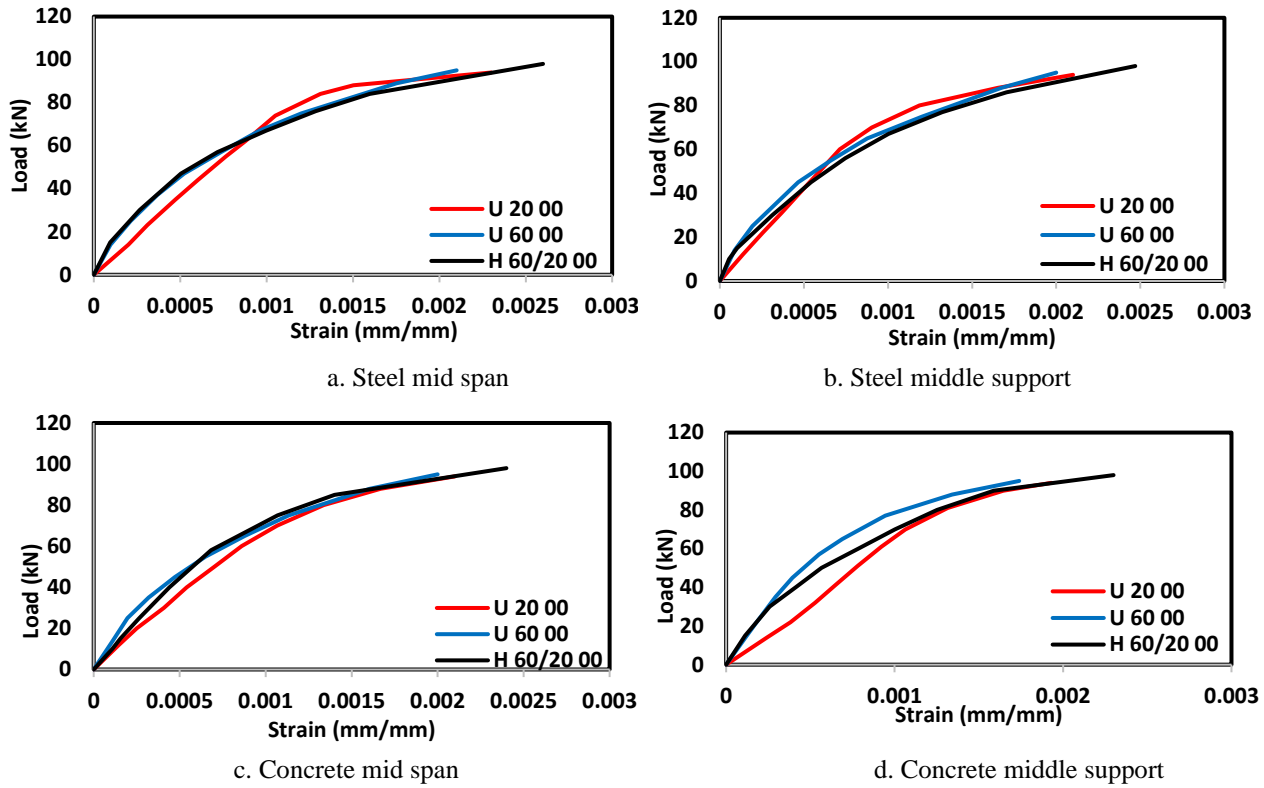 120
100
80
60
40
20
0
Load (kN)
U 20 00
U 60 00
H 60/20 00
0 0.0005 0.001 0.0015 0.002 0.0025 0.003
Strain (mm/mm)
a. Steel mid span
120
100
80
60
40
20
0
Load (kN)
U 20 00
U 60 00
H 60/20 00
0 0.0005 0.001 0.0015 0.002 0.0025 0.003
Strain (mm/mm)
b. Steel middle support
120
100
80
60
40
20
0
Load (kN)
U 20 00
U 60 00
H 60/20 00
0 0.0005 0.001 0.0015 0.002 0.0025 0.003
Strain (mm/mm)
c. Concrete mid span
120
100
80
60
40
20
0
Load (kN)
U 20 00
U 60 00
H 60/20 00
0 0.001 0.002 0.003
Strain (mm/mm)
d. Concrete middle support